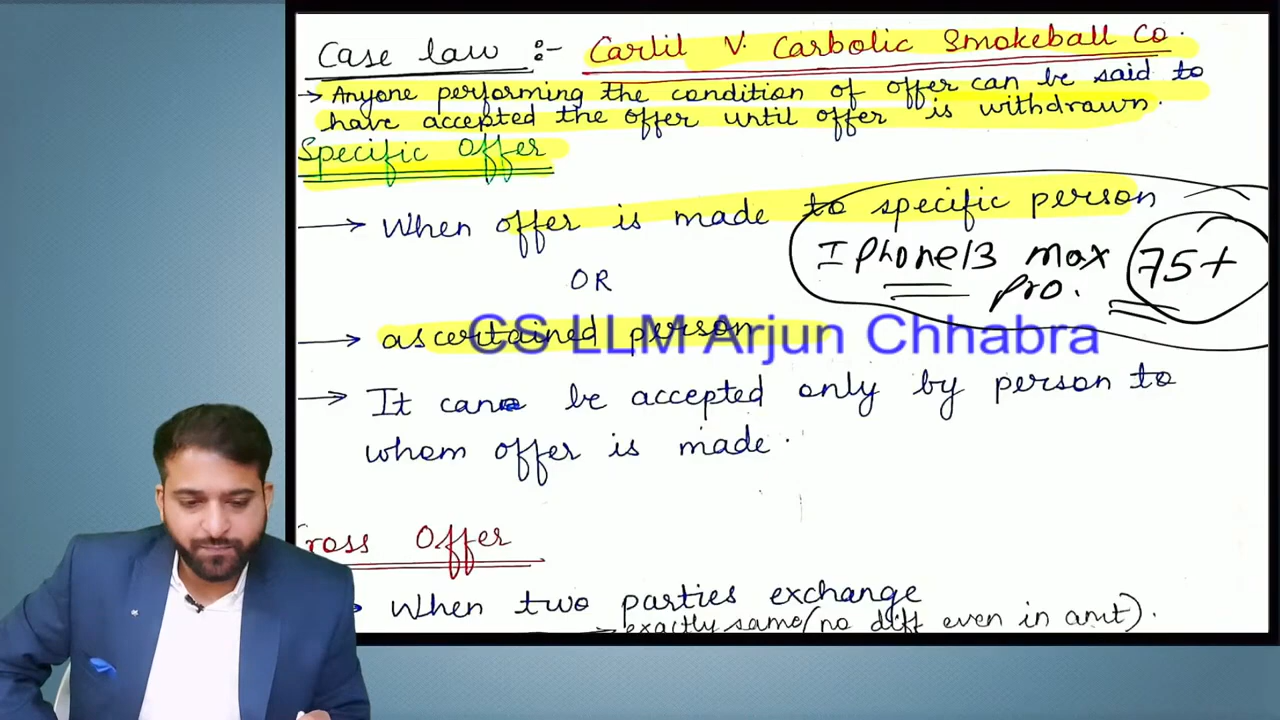 Case law :- Carlil V. Carbolic Smokeball Co.
→ Anyone performing the condition of offer can be said to
have accepted the offer until offer is withdrawn.
Specific Offer
→ When offer is made to specific person
IPhone13 max 75+
pro.
OR
→ ascertained person
CS LLM Arjun Chhabra
→ It can be accepted only by person to
whom offer is made.
ross Offer
When two parties exchange
→ exactly same (no diff even in amt).